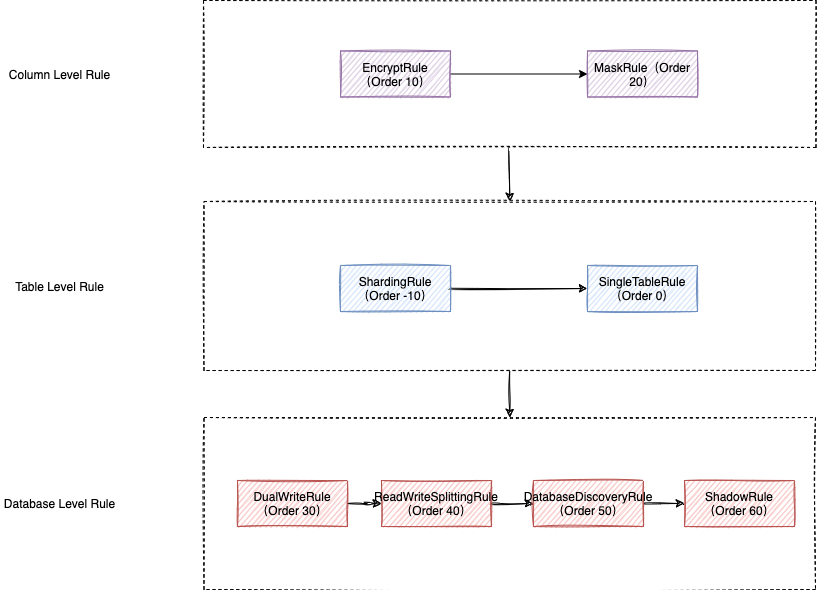 Column Level Rule
EncryptRule
(Order 10)
MaskRule（Order
20)
Table Level Rule
ShardingRule
(Order -10)
SingleTableRule
(Order 0)
Database Level Rule
DualWriteRule
(Order 30)
ReadWriteSplittingRule
(Order 40)
DatabaseDiscoveryRule
(Order 50)
ShadowRule
(Order 60)